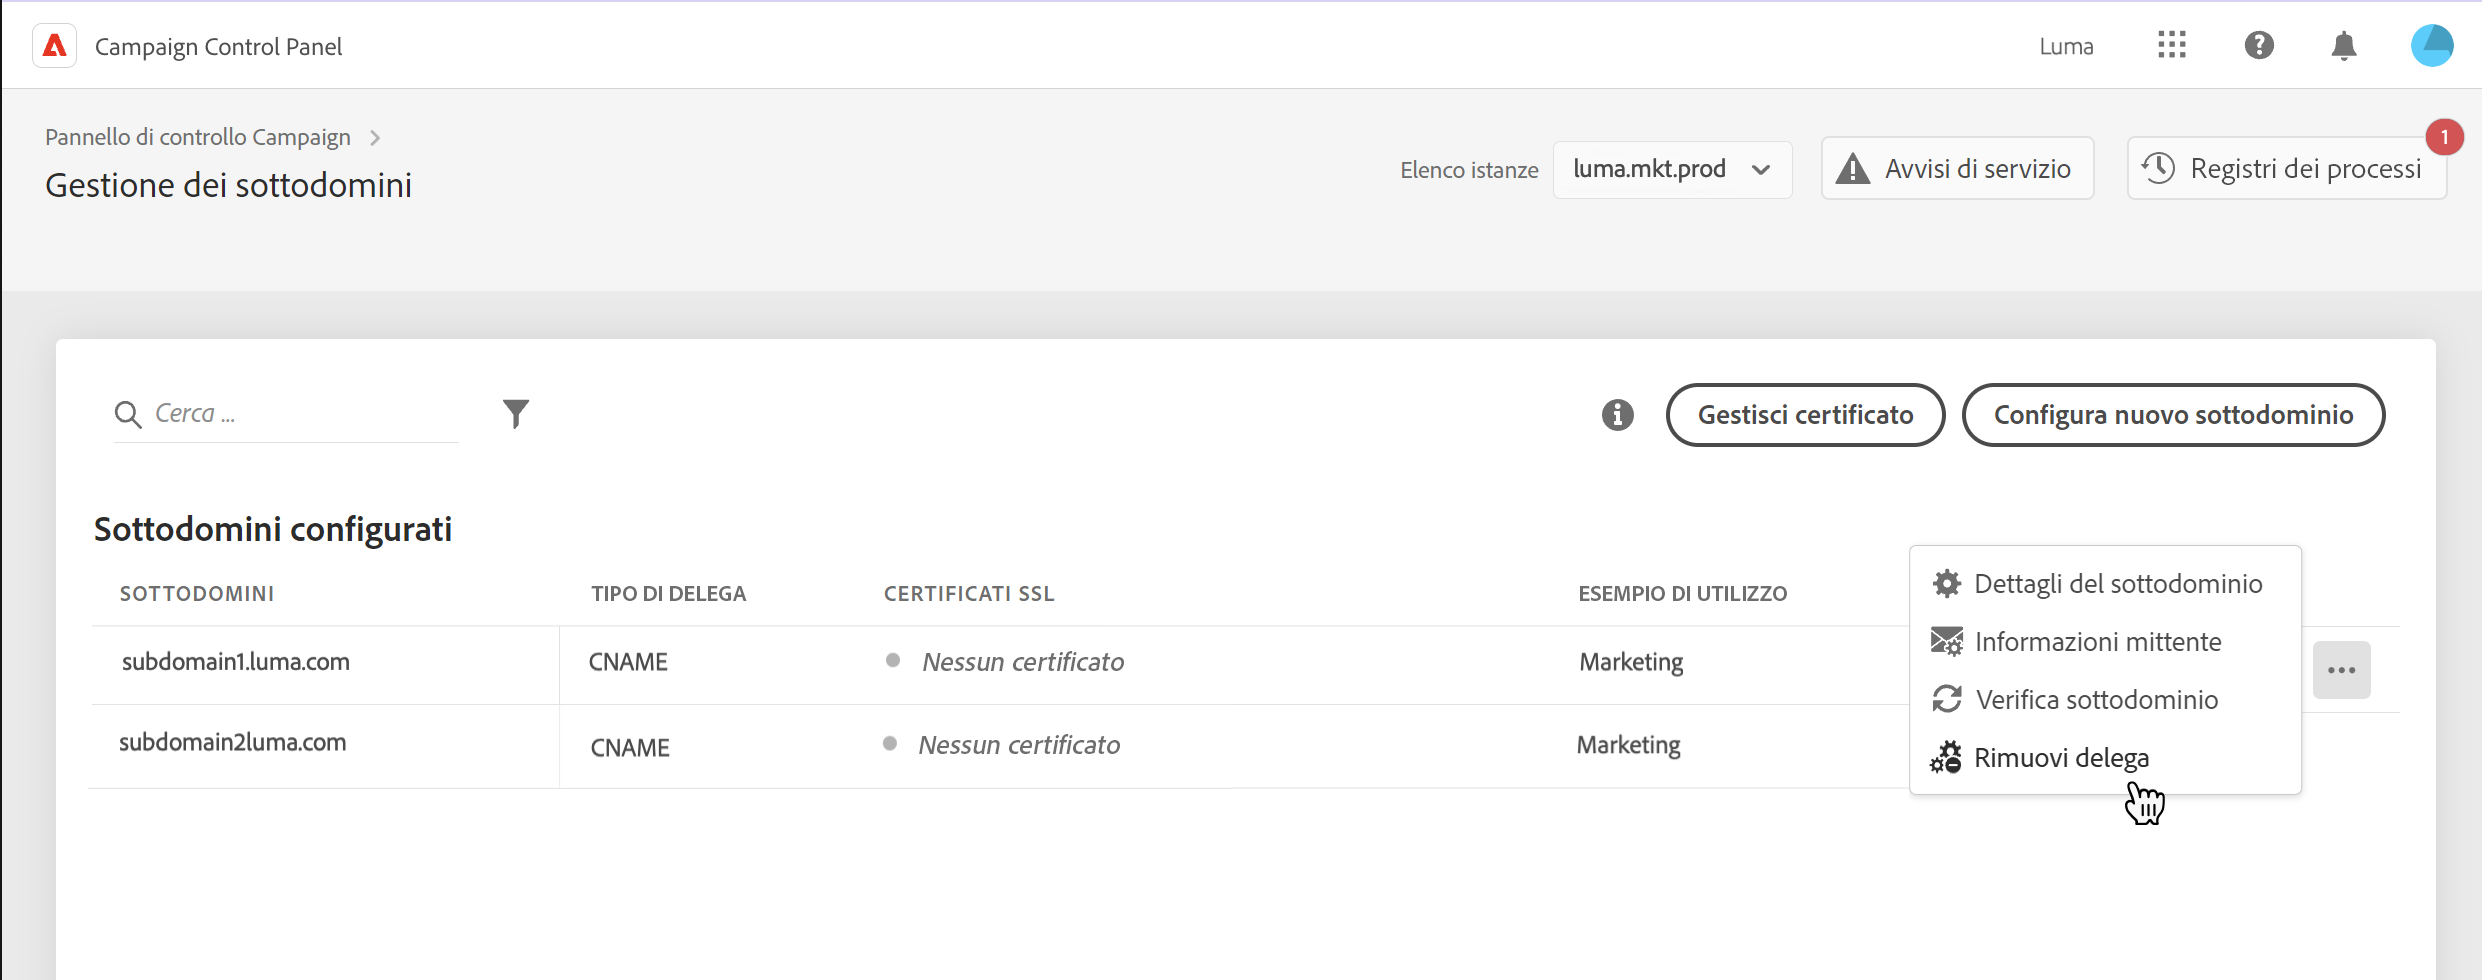 Campaign Control Panel
Luma
Pannello di controllo Campaign
Gestione dei sottodomini
Elenco istanze
luma.mkt.prod
Avvisi di servizio
Registri dei processi
1
Cerca ...
Gestisci certificato
Configura nuovo sottodominio
Sottodomini configurati
SOTTODOMINI
TIPO DI DELEGA
CERTIFICATI SSL
ESEMPIO DI UTILIZZO
subdomain1.luma.com
CNAME
Nessun certificato
Marketing
subdomain2luma.com
CNAME
Nessun certificato
Marketing
Dettagli del sottodominio
Informazioni mittente
Verifica sottodominio
Rimuovi delega